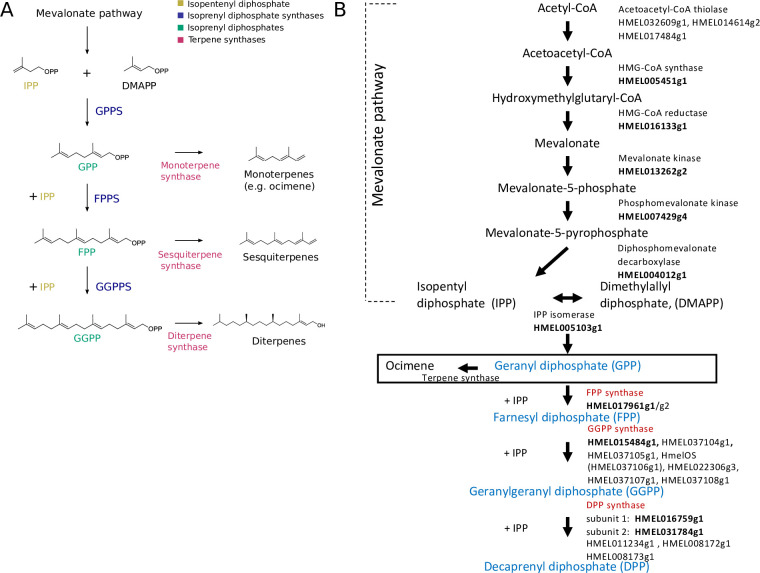 A
Mevalonate pathway
Isopentenyl diphosphate
Isoprenyl diphosphate synthases
Isoprenyl diphosphates
Terpene synthases
OPP
+
OPP
IPP
DMAPP
GPPS
OPP
GPP
Monoterpene
synthase
Monoterpenes
(e.g. ocimene)
+ IPP
FPPS
OPP
FPP
Sesquiterpene
synthase
Sesquiterpenes
+ IPP
GGPPS
OPP
GGPP
Diterpene
synthase
OH
Diterpenes
B
Mevalonate pathway
Acetyl-CoA
Acetoacetyl-CoA thiolase
HMEL032609g1, HMEL014614g2
HMEL017484g1
Acetoacetyl-CoA
HMG-CoA synthase
HMEL005451g1
Hydroxymethylglutaryl-CoA
HMG-CoA reductase
HMEL016133g1
Mevalonate
Mevalonate kinase
HMEL013262g2
Mevalonate-5-phosphate
Phosphomevalonate kinase
HMEL007429g4
Mevalonate-5-pyrophosphate
Diphosphomevalonate
decarboxylase
HMEL004012g1
Isopentyl
diphosphate (IPP)
Dimethylallyl
diphosphate, (DMAPP)
IPP isomerase
HMEL005103g1
Ocimene
Terpene synthase
Geranyl diphosphate (GPP)
+ IPP
FPP synthase
HMEL017961g1/g2
Farnesyl diphosphate (FPP)
+ IPP
GGPP synthase
HMEL015484g1, HMEL037104g1,
HMEL037105g1, HmelOS
(HMEL037106g1), HMEL022306g3,
HMEL037107g1, HMEL037108g1
Geranylgeranyl diphosphate (GGPP)
+ IPP
DPP synthase
subunit 1: HMEL016759g1
subunit 2: HMEL031784g1
HMEL011234g1 , HMEL008172g1
HMEL008173g1
Decaprenyl diphosphate (DPP)